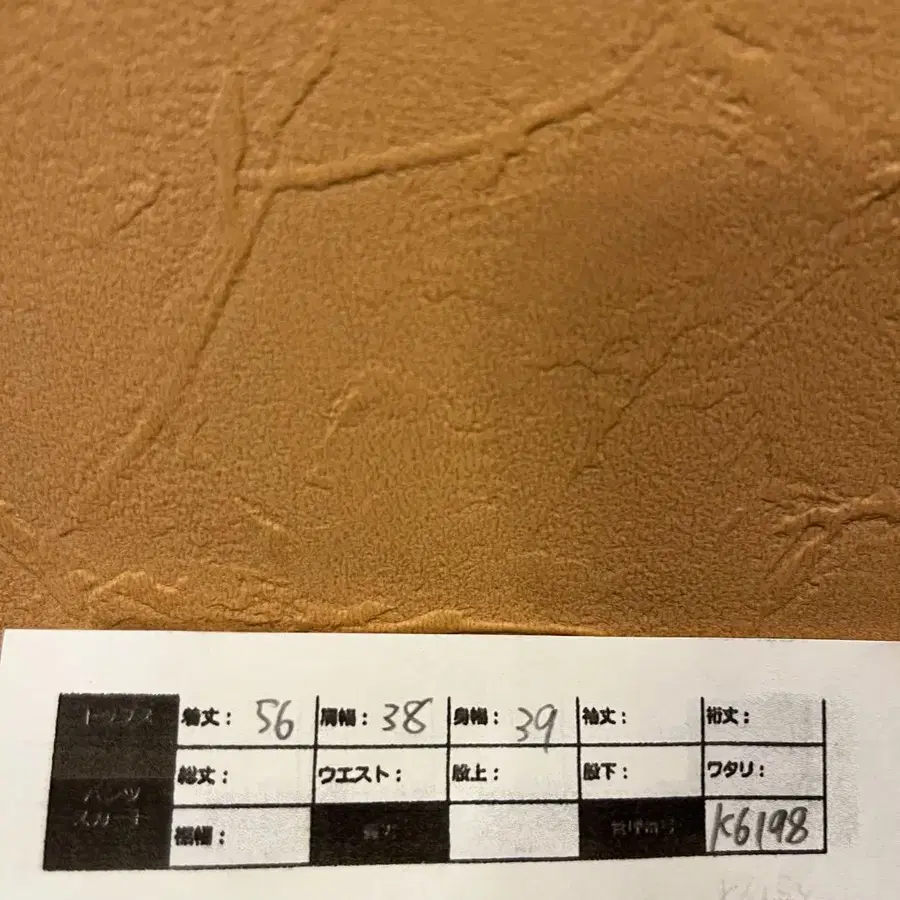 トップス 着丈： 56 肩幅： 38 身幅： 39 袖丈： 裄丈：
総丈： ウエスト： 股上： 股下： ワタリ：
パンツ
スカート 裾幅： 管理番号 K6198